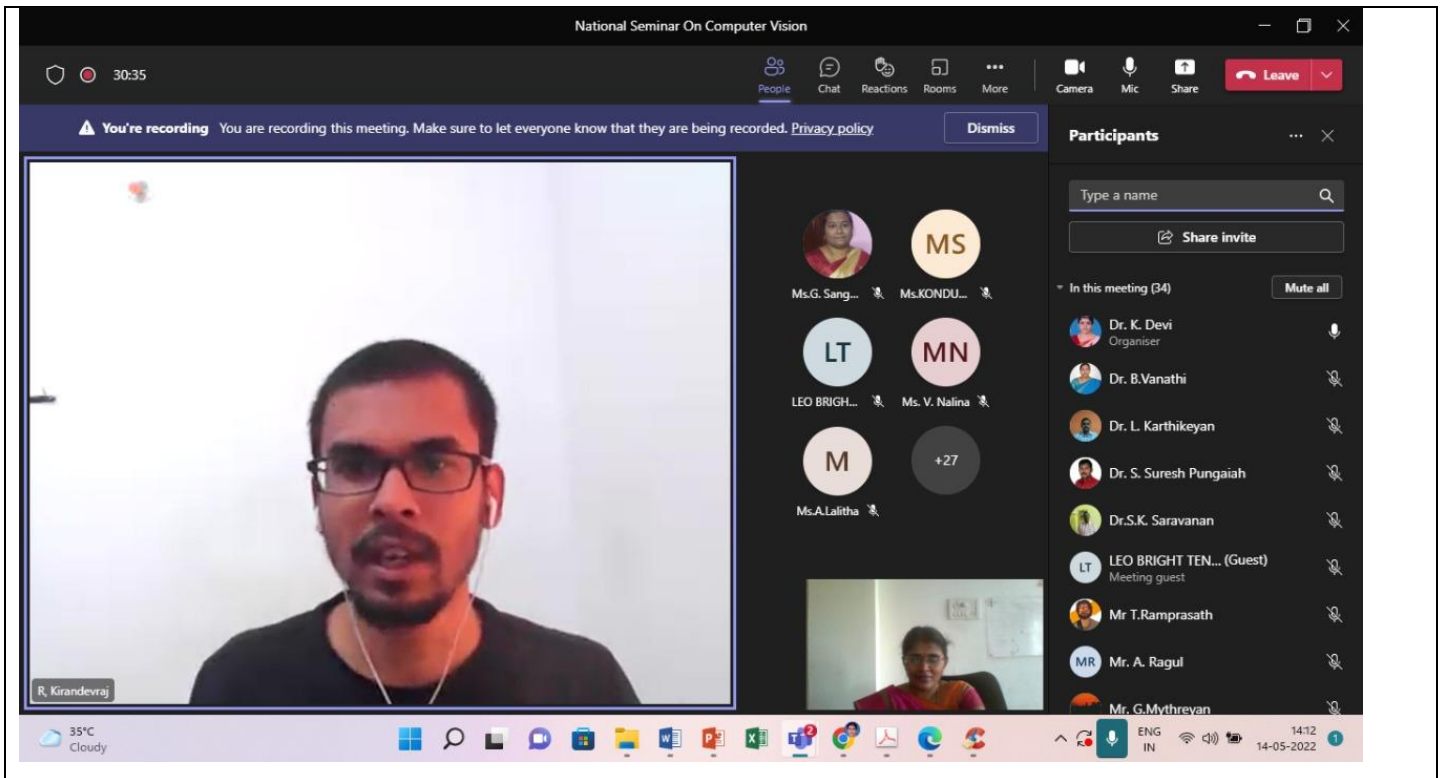 National Seminar On Computer Vision
30:35
People Chat Reactions Rooms More Camera Mic Share Leave
You're recording You are recording this meeting. Make sure to let everyone know that they are being recorded. Privacy policy Dismiss
R, Kirandevraj
Ms.G. Sang...
MS
Ms.KONDU...
LT
LEO BRIGH...
MN
Ms. V. Nalina
M
Ms.A.Lalitha
+27
Participants
Type a name
Share invite
In this meeting (34) Mute all
Dr. K. Devi
Organiser
Dr. B.Vanathi
Dr. L. Karthikeyan
Dr. S. Suresh Pungaiah
Dr.S.K. Saravanan
LT
LEO BRIGHT TEN... (Guest)
Meeting guest
Mr T.Ramprasath
MR Mr. A. Ragul
Mr. G.Mythreyan
35°C
Cloudy
2
ENG
IN
14:12
14-05-2022
1